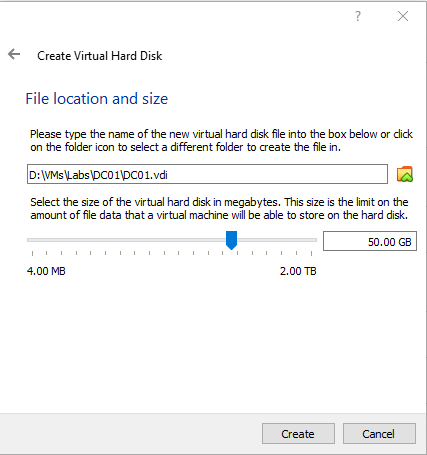 Create Virtual Hard Disk
File location and size
Please type the name of the new virtual hard disk file into the box below or click
on the folder icon to select a different folder to create the file in.
D:\VMs\Labs\DC01\DC01.vdi
Select the size of the virtual hard disk in megabytes. This size is the limit on the
amount of file data that a virtual machine will be able to store on the hard disk.
50.00 GB
4.00 MB 2.00 TB
Create Cancel